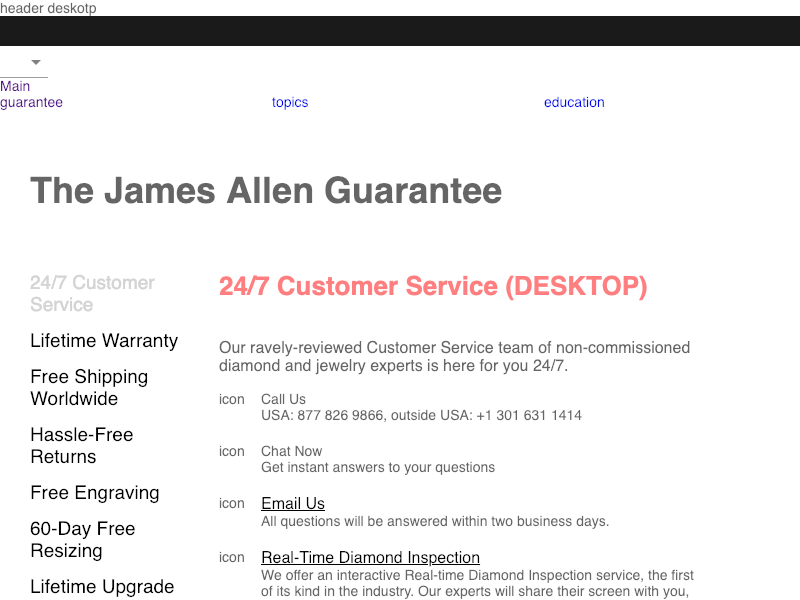 header deskotp
Main
guarantee
topics
education
The James Allen Guarantee
24/7 Customer
Service
Lifetime Warranty
Free Shipping
Worldwide
Hassle-Free
Returns
Free Engraving
60-Day Free
Resizing
Lifetime Upgrade
24/7 Customer Service (DESKTOP)
Our ravely-reviewed Customer Service team of non-commissioned
diamond and jewelry experts is here for you 24/7.
icon Call Us
USA: 877 826 9866, outside USA: +1 301 631 1414
icon Chat Now
Get instant answers to your questions
icon Email Us
All questions will be answered within two business days.
icon Real-Time Diamond Inspection
We offer an interactive Real-time Diamond Inspection service, the first
of its kind in the industry. Our experts will share their screen with you,